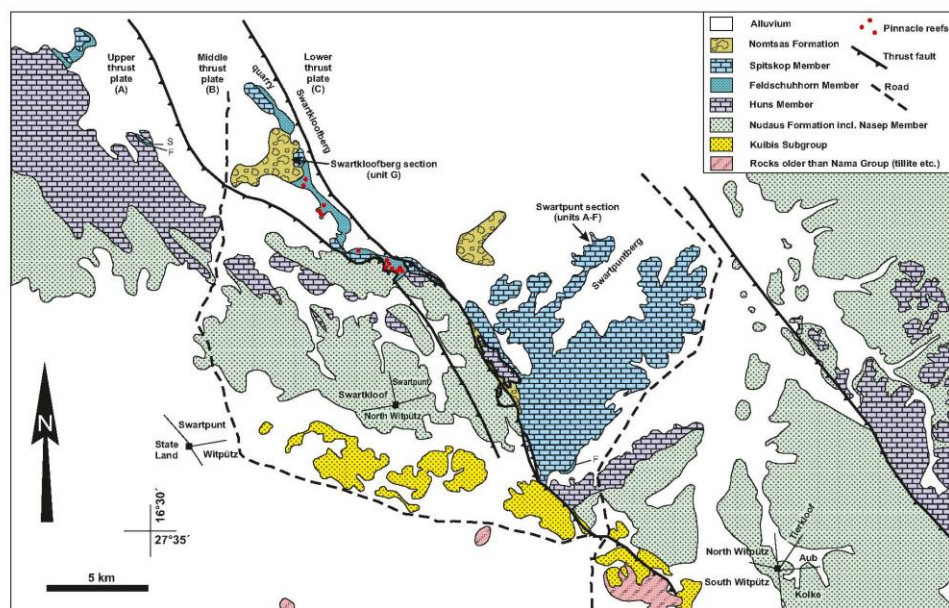 Upper
thrust
plate
(A)
Middle
thrust
plate
(B)
Lower
thrust
plate
(C)
quarry
Swartkloofberg
Swartkloofberg section
(unit G)
S
F
Swartpunt section
(units A-F)
Swartpuntberg
Swartpunt
Swartkloof
North Witpütz
Swartpunt
State
Land
Witpütz
F
N
16°30´
27°35´
5 km
North Witpütz
Tierkloof
Aub
South Witpütz
Kolke
Alluvium
Nomtsas Formation
Spitskop Member
Feldschuhhorn Member
Huns Member
Nudaus Formation incl. Nasep Member
Kuibis Subgroup
Rocks older than Nama Group (tillite etc.)
Pinnacle reefs
Thrust fault
Road